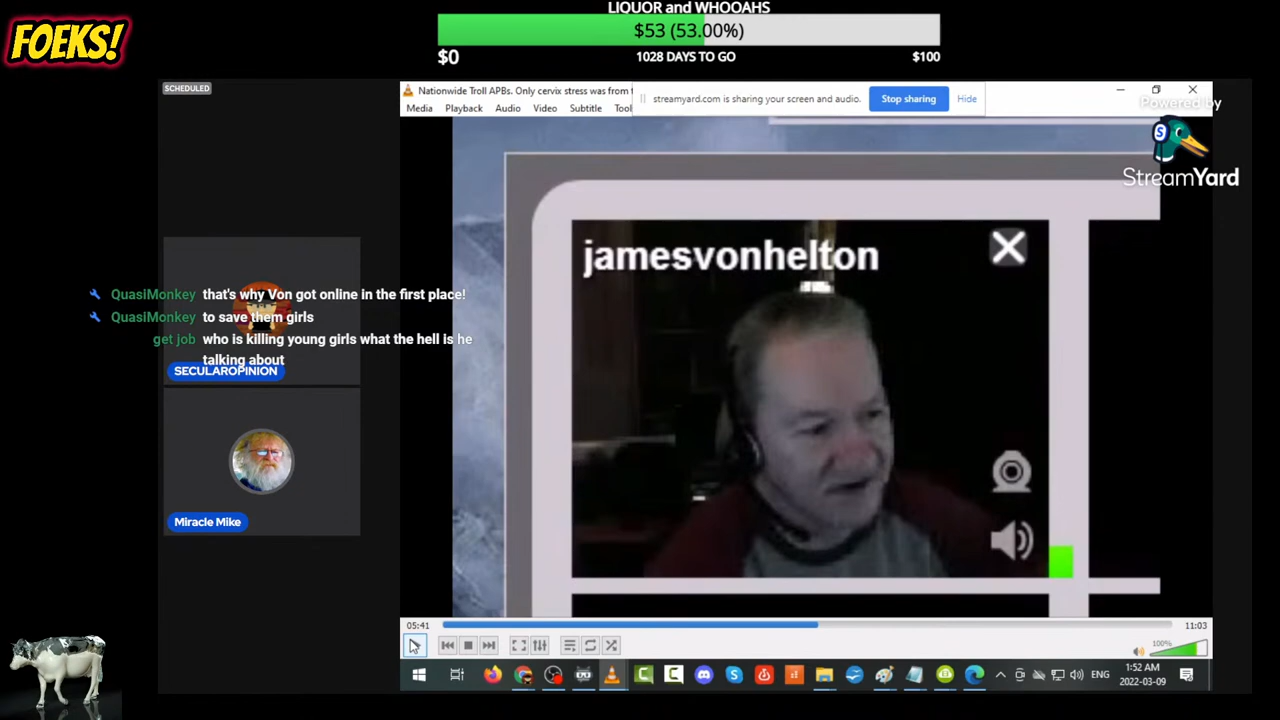 FOEKS!
LIQUOR and WHOOAHS
$53 (53.00%)
$0
1028 DAYS TO GO
$100
SCHEDULED
Nationwide Troll APBs. Only cervix stress was from
streamyard.com is sharing your screen and audio.
Stop sharing
Hide
Media Playback Audio Video Subtitle
Powered by
StreamYard
jamesvonhelton
QuasiMonkey that's why Von got online in the first place!
QuasiMonkey to save them girls
get job who is killing young girls what the hell is he
talking about
SECULAROPINION
Miracle Mike
05:41
11:03
100%
ENG
1:52 AM
2022-03-09